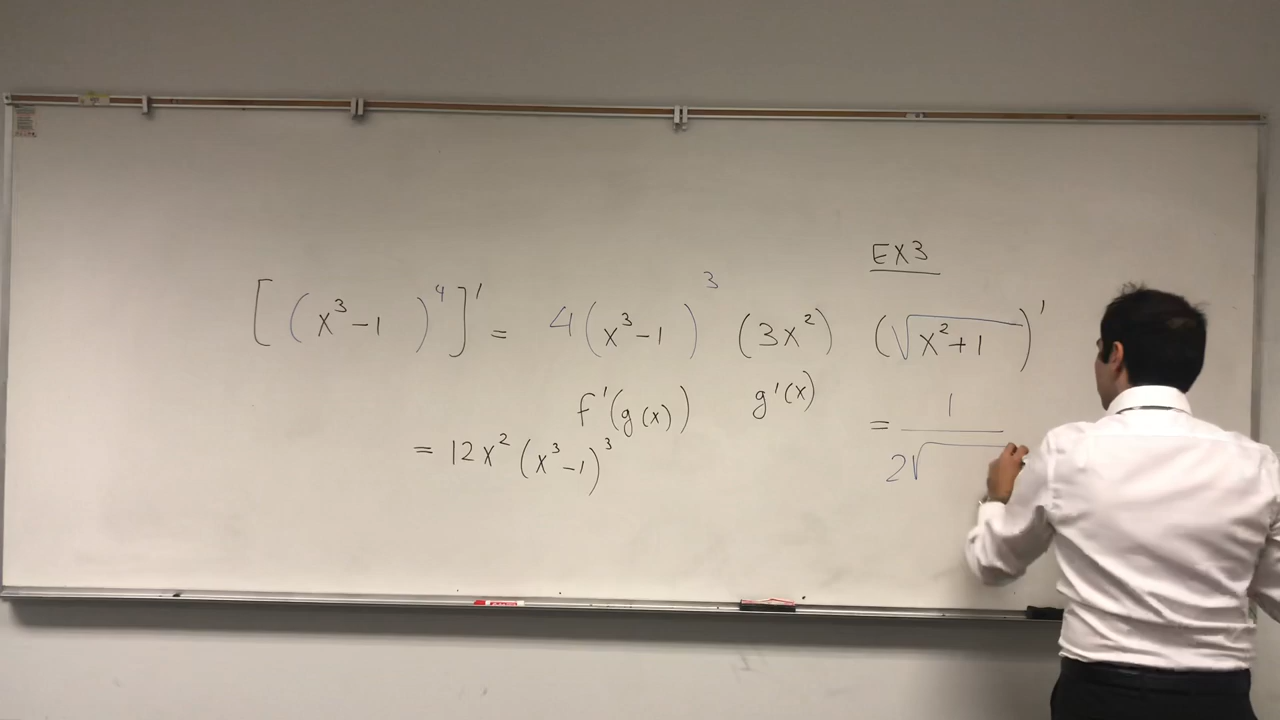 EX3
[(x³-1)⁴]' = 4(x³-1)³ (3x²) (√x²+1)'
f'(g(x)) g'(x)
= 12x² (x³-1)³
= 1
2√